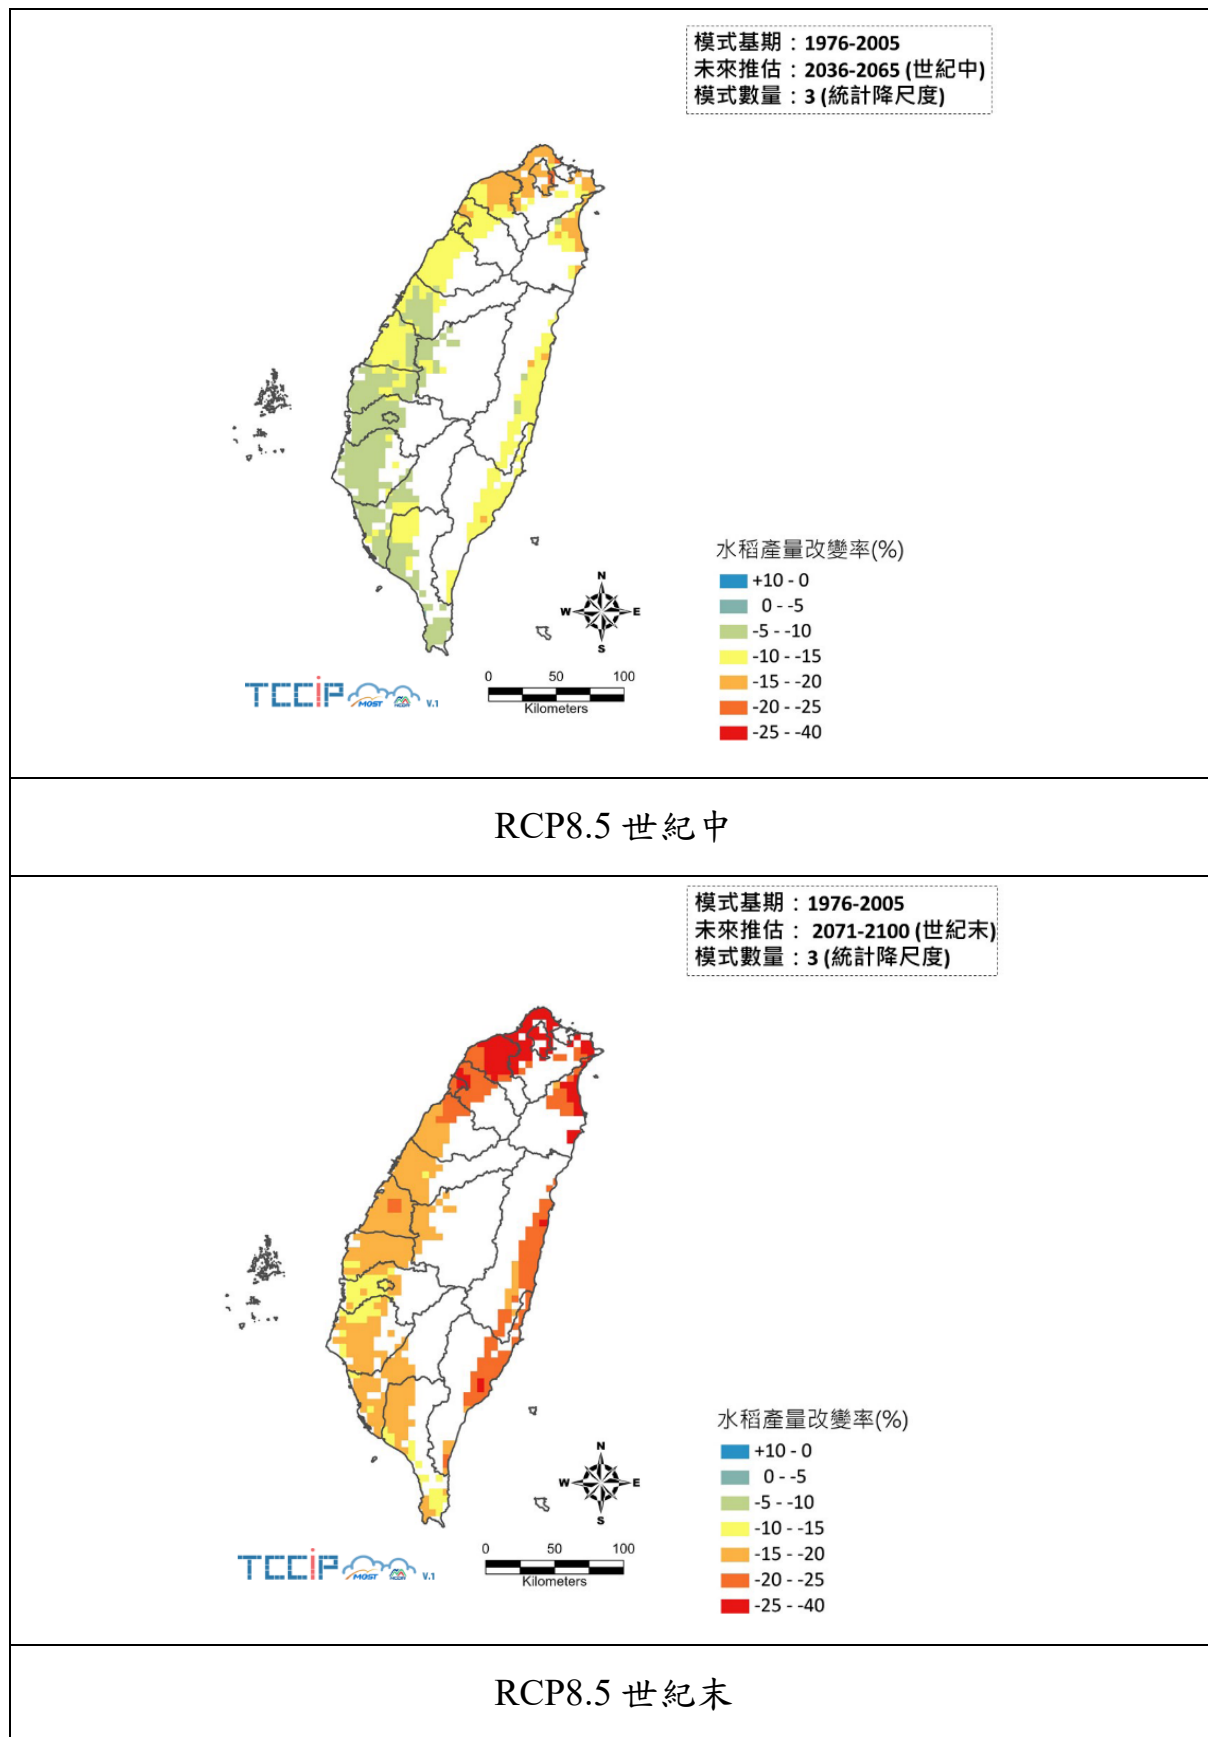 模式基期：1976-2005
未來推估：2036-2065 (世紀中)
模式數量：3 (統計降尺度)
水稻產量改變率(%)
+10 - 0
0 - -5
-5 - -10
-10 - -15
-15 - -20
-20 - -25
-25 - -40
N
W
E
S
0 50 100
Kilometers
TCCiP MOST NCDR V.1
RCP8.5 世紀中
模式基期：1976-2005
未來推估： 2071-2100 (世紀末)
模式數量：3 (統計降尺度)
水稻產量改變率(%)
+10 - 0
0 - -5
-5 - -10
-10 - -15
-15 - -20
-20 - -25
-25 - -40
N
W
E
S
0 50 100
Kilometers
TCCiP MOST NCDR V.1
RCP8.5 世紀末